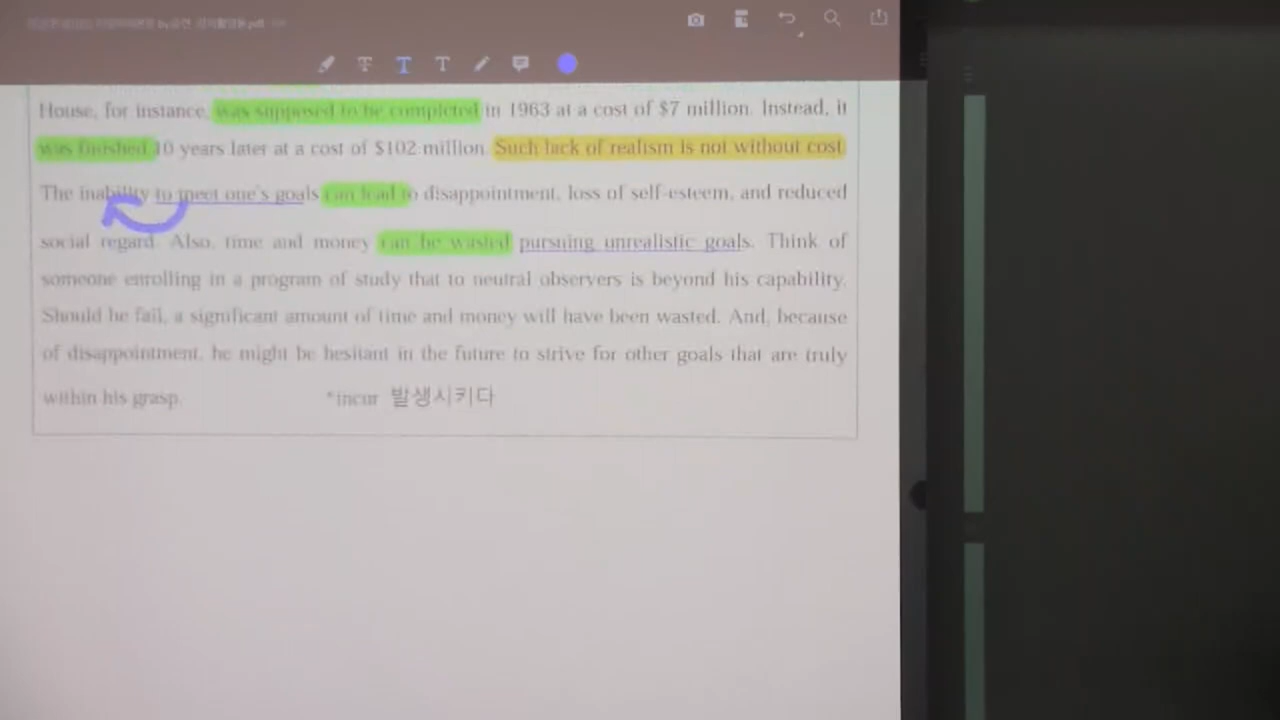 House, for instance, was supposed to be completed in 1963 at a cost of $7 million. Instead, it
was finished 10 years later at a cost of $102 million. Such lack of realism is not without cost.
The inability to meet one's goals can lead to disappointment, loss of self-esteem, and reduced
social regard. Also, time and money can be wasted pursuing unrealistic goals. Think of
someone enrolling in a program of study that to neutral observers is beyond his capability.
Should he fail, a significant amount of time and money will have been wasted. And, because
of disappointment, he might be hesitant in the future to strive for other goals that are truly
within his grasp. *incur 발생시키다